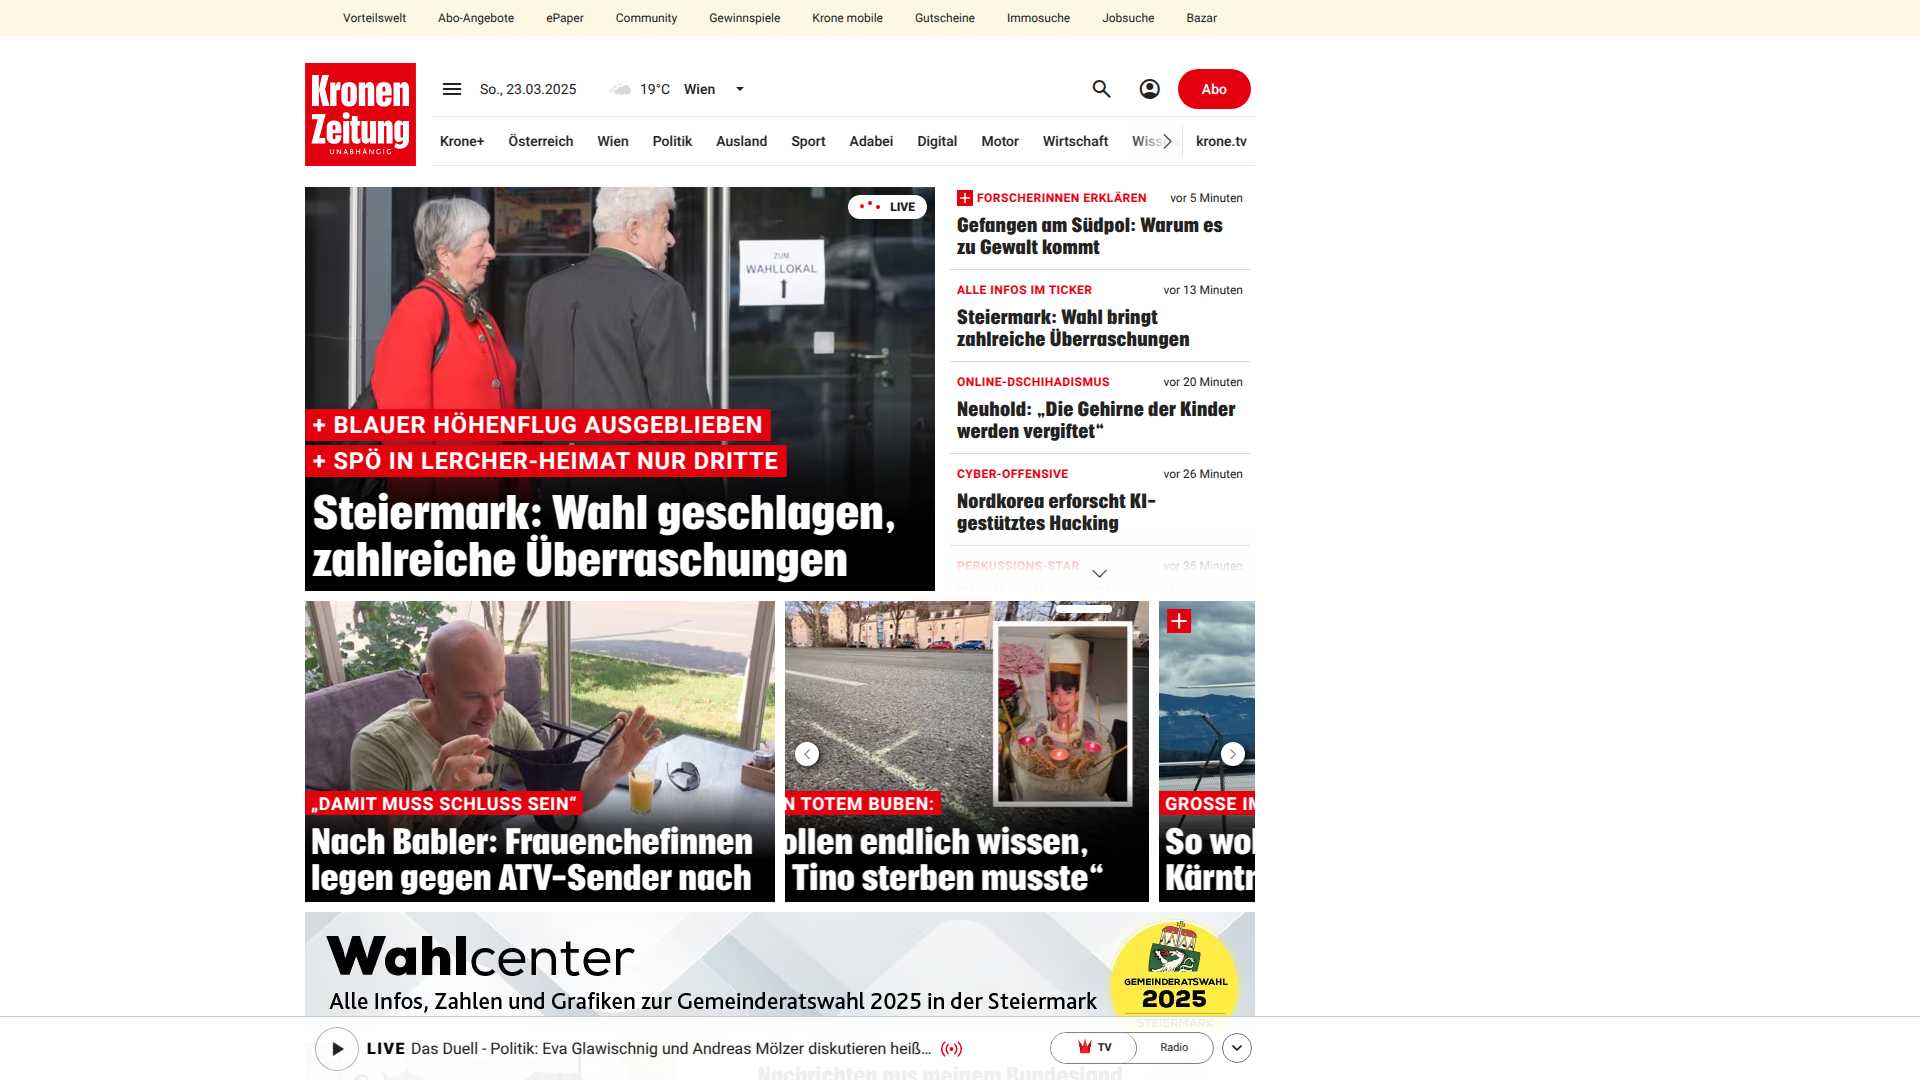 Vorteilswelt Abo-Angebote ePaper Community Gewinnspiele Krone mobile Gutscheine Immosuche Jobsuche Bazar
Kronen
Zeitung
UNABHÄNGIG
So., 23.03.2025 19°C Wien
Abo
Krone+ Österreich Wien Politik Ausland Sport Adabei Digital Motor Wirtschaft Wiss krone.tv
LIVE
ZUM
WAHLLOKAL
+ BLAUER HÖHENFLUG AUSGEBLIEBEN
+ SPÖ IN LERCHER-HEIMAT NUR DRITTE
Steiermark: Wahl geschlagen,
zahlreiche Überraschungen
FORSCHERINNEN ERKLÄREN vor 5 Minuten
Gefangen am Südpol: Warum es
zu Gewalt kommt
ALLE INFOS IM TICKER vor 13 Minuten
Steiermark: Wahl bringt
zahlreiche Überraschungen
ONLINE-DSCHIHADISMUS vor 20 Minuten
Neuhold: „Die Gehirne der Kinder
werden vergiftet“
CYBER-OFFENSIVE vor 26 Minuten
Nordkorea erforscht KI-
gestütztes Hacking
PERKUSSIONS-STAR vor 35 Minuten
„DAMIT MUSS SCHLUSS SEIN“
Nach Babler: Frauenchefinnen
legen gegen ATV-Sender nach
N TOTEM BUBEN:
ollen endlich wissen,
Tino sterben musste“
GROSSE IM
So wol
Kärntn
Wahlcenter
Alle Infos, Zahlen und Grafiken zur Gemeinderatswahl 2025 in der Steiermark
GEMEINDERATSWAHL
2025
STEIERMARK
LIVE Das Duell - Politik: Eva Glawischnig und Andreas Mölzer diskutieren heiß...
TV Radio
Nachrichten aus meinem Bundesland